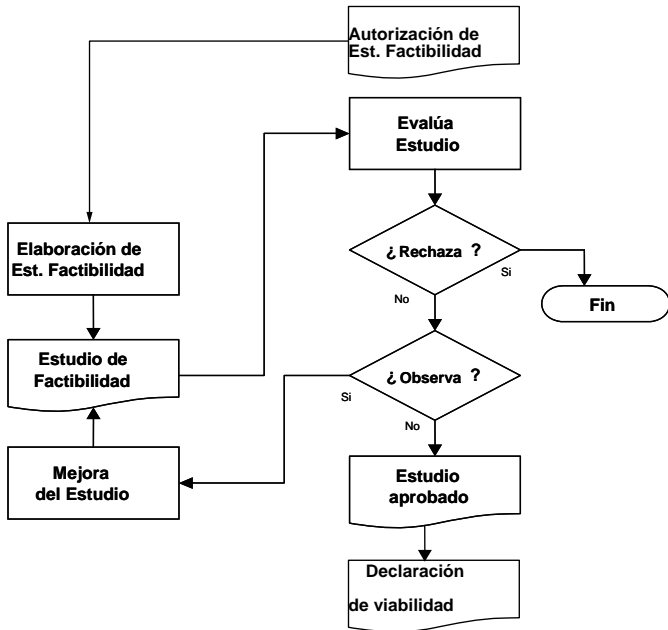 Autorización de
Est. Factibilidad
Evalúa
Estudio
Elaboración de
Est. Factibilidad
¿ Rechaza ?
Si
No
Fin
Estudio de
Factibilidad
¿ Observa ?
Si
No
Mejora
del Estudio
Estudio
aprobado
Declaración
de viabilidad